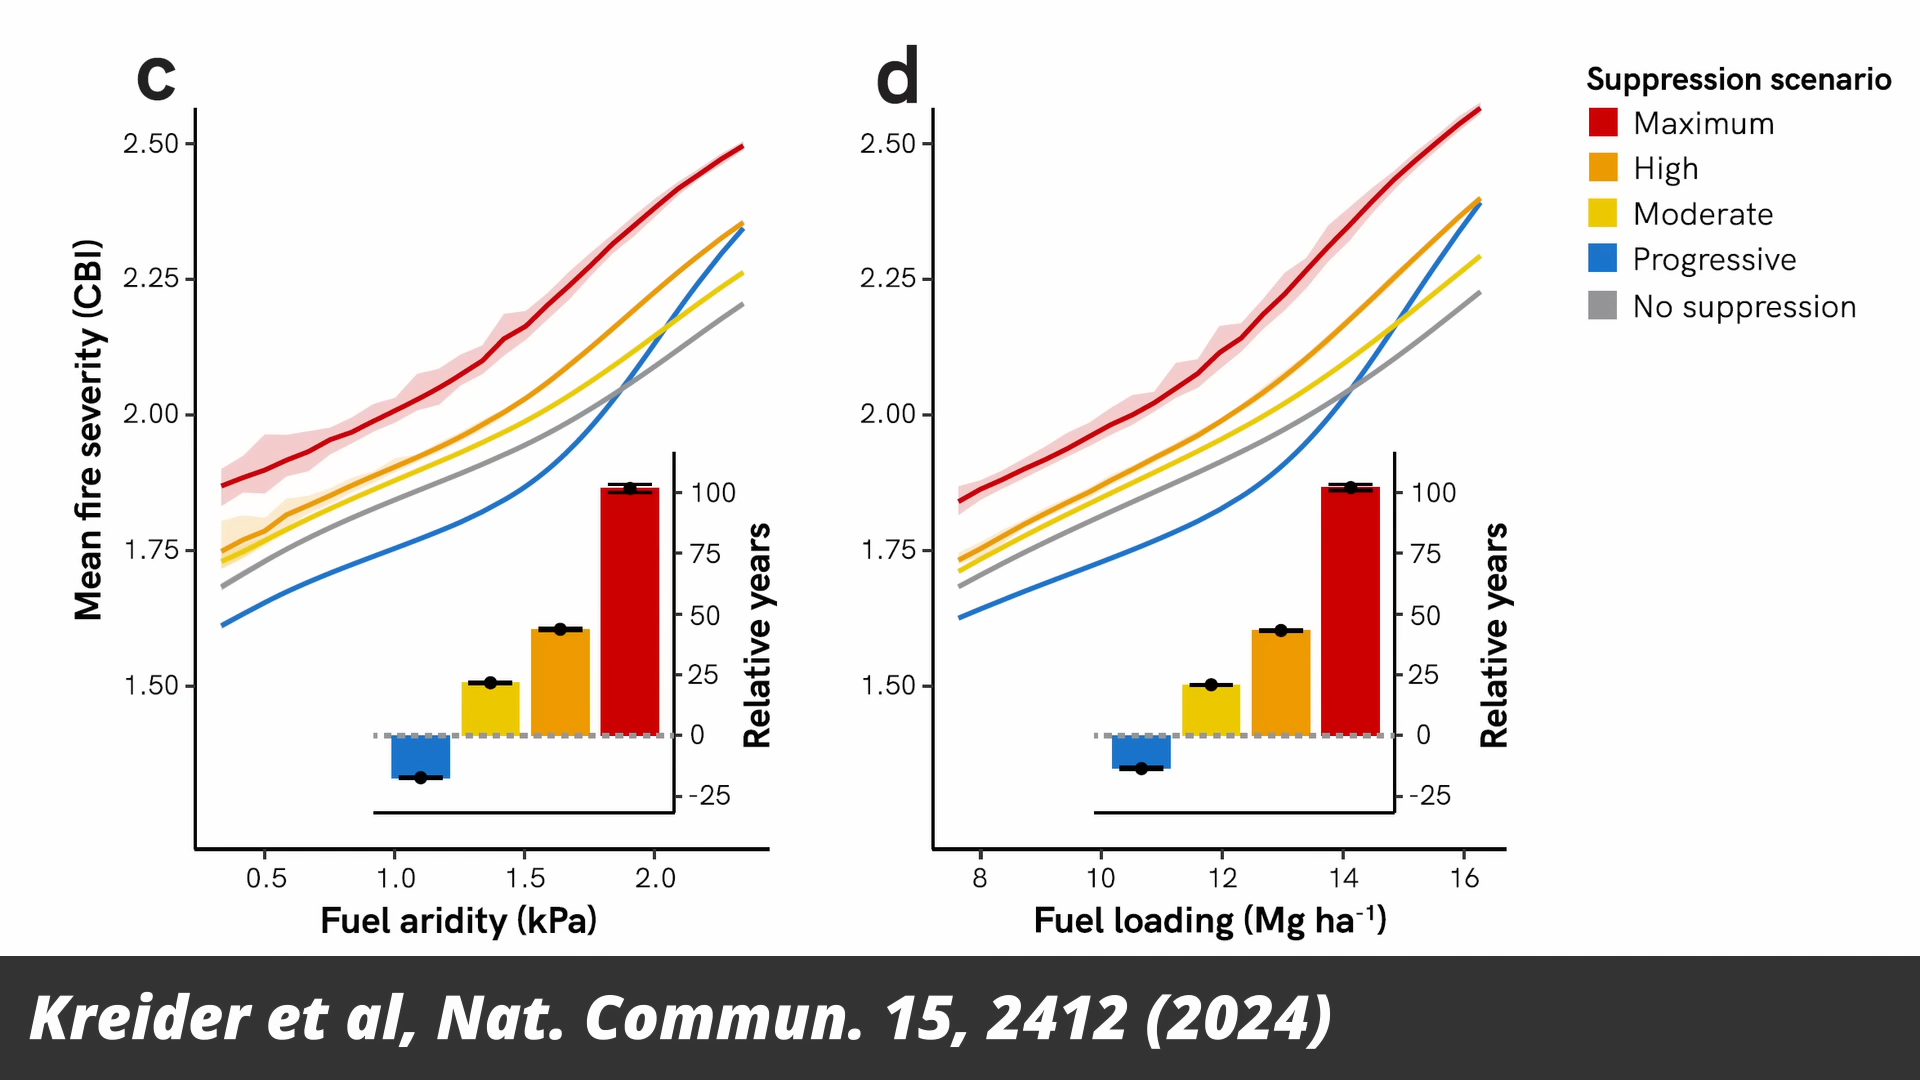 c
Mean fire severity (CBI)
2.50
2.25
2.00
1.75
1.50
0.5 1.0 1.5 2.0
Fuel aridity (kPa)
100
75
50
25
0
-25
Relative years
d
2.50
2.25
2.00
1.75
1.50
8 10 12 14 16
Fuel loading (Mg ha⁻¹)
100
75
50
25
0
-25
Relative years
Suppression scenario
Maximum
High
Moderate
Progressive
No suppression
Kreider et al, Nat. Commun. 15, 2412 (2024)